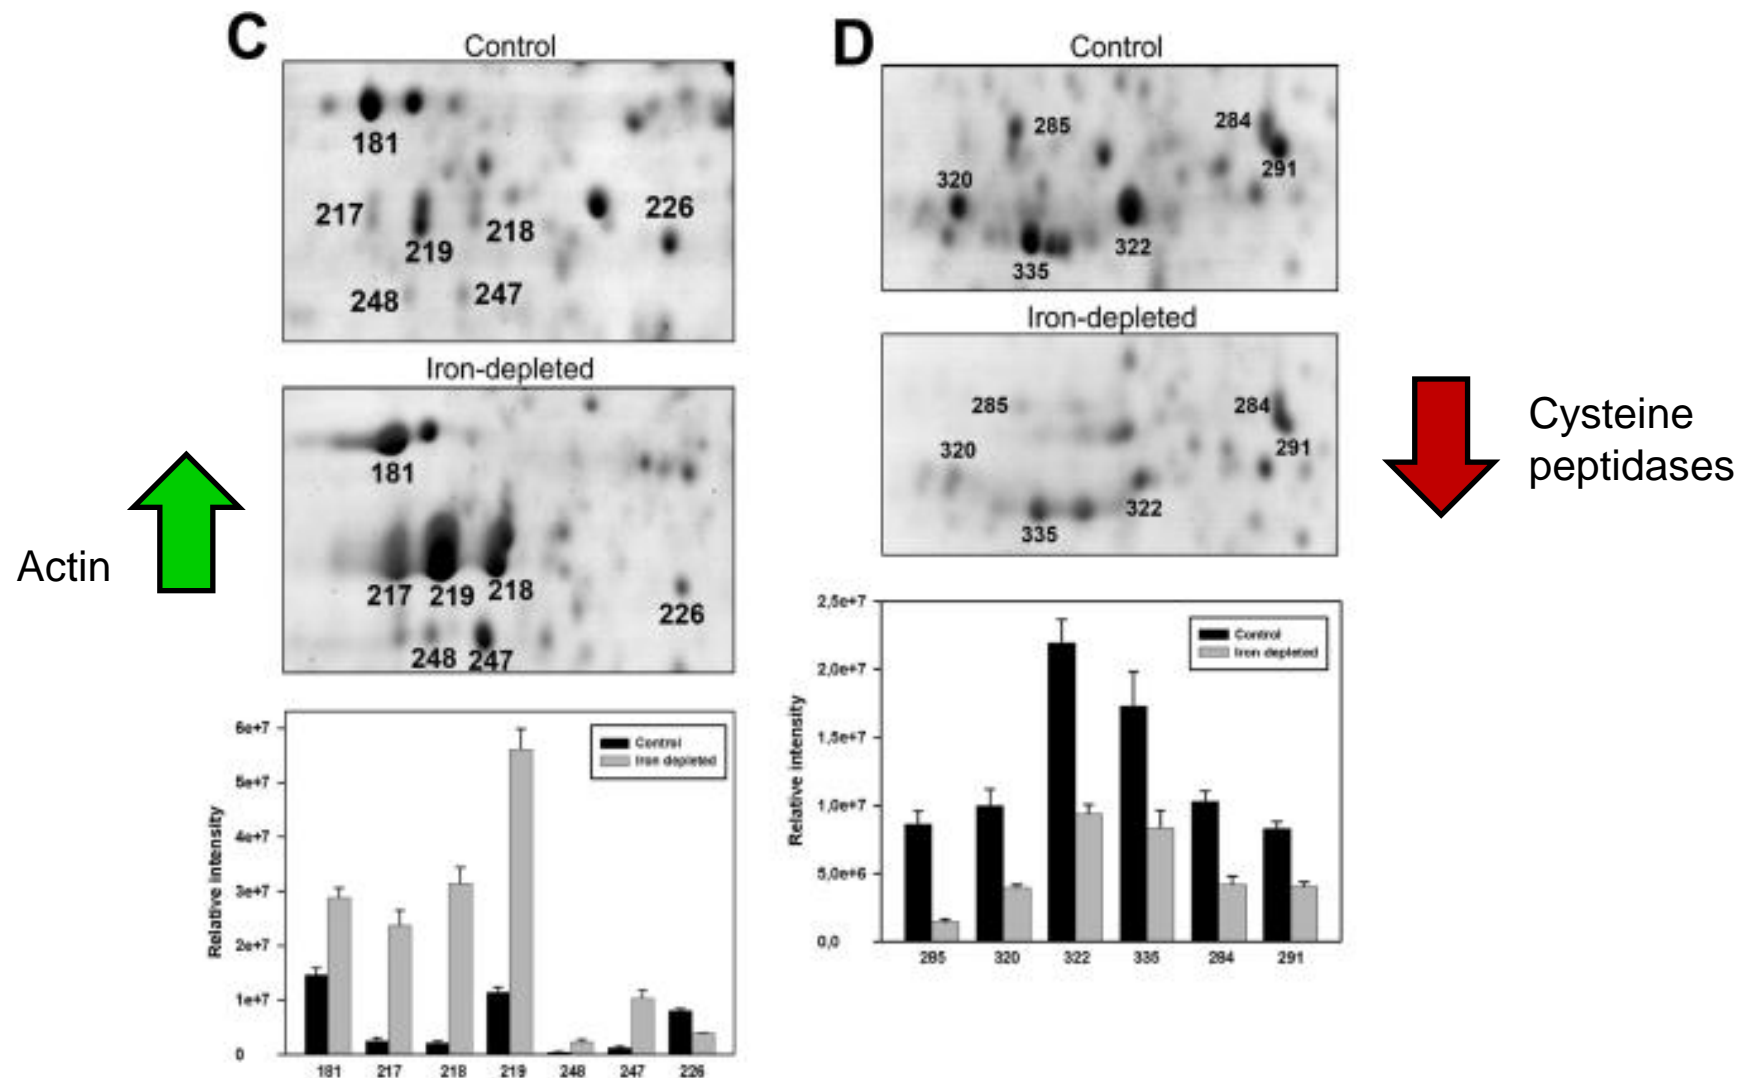 C
Control
181
217
219
218
226
248
247
Iron-depleted
181
217
219
218
226
248
247
Actin
6e+7
5e+7
4e+7
3e+7
2e+7
1e+7
0
Relative intensity
Control
Iron depleted
181
217
218
219
248
247
226
D
Control
285
284
291
320
322
335
Iron-depleted
285
284
291
320
322
335
Cysteine
peptidases
2,5e+7
2,0e+7
1,5e+7
1,0e+7
5,0e+6
0,0
Relative intensity
Control
Iron depleted
285
320
322
335
284
291